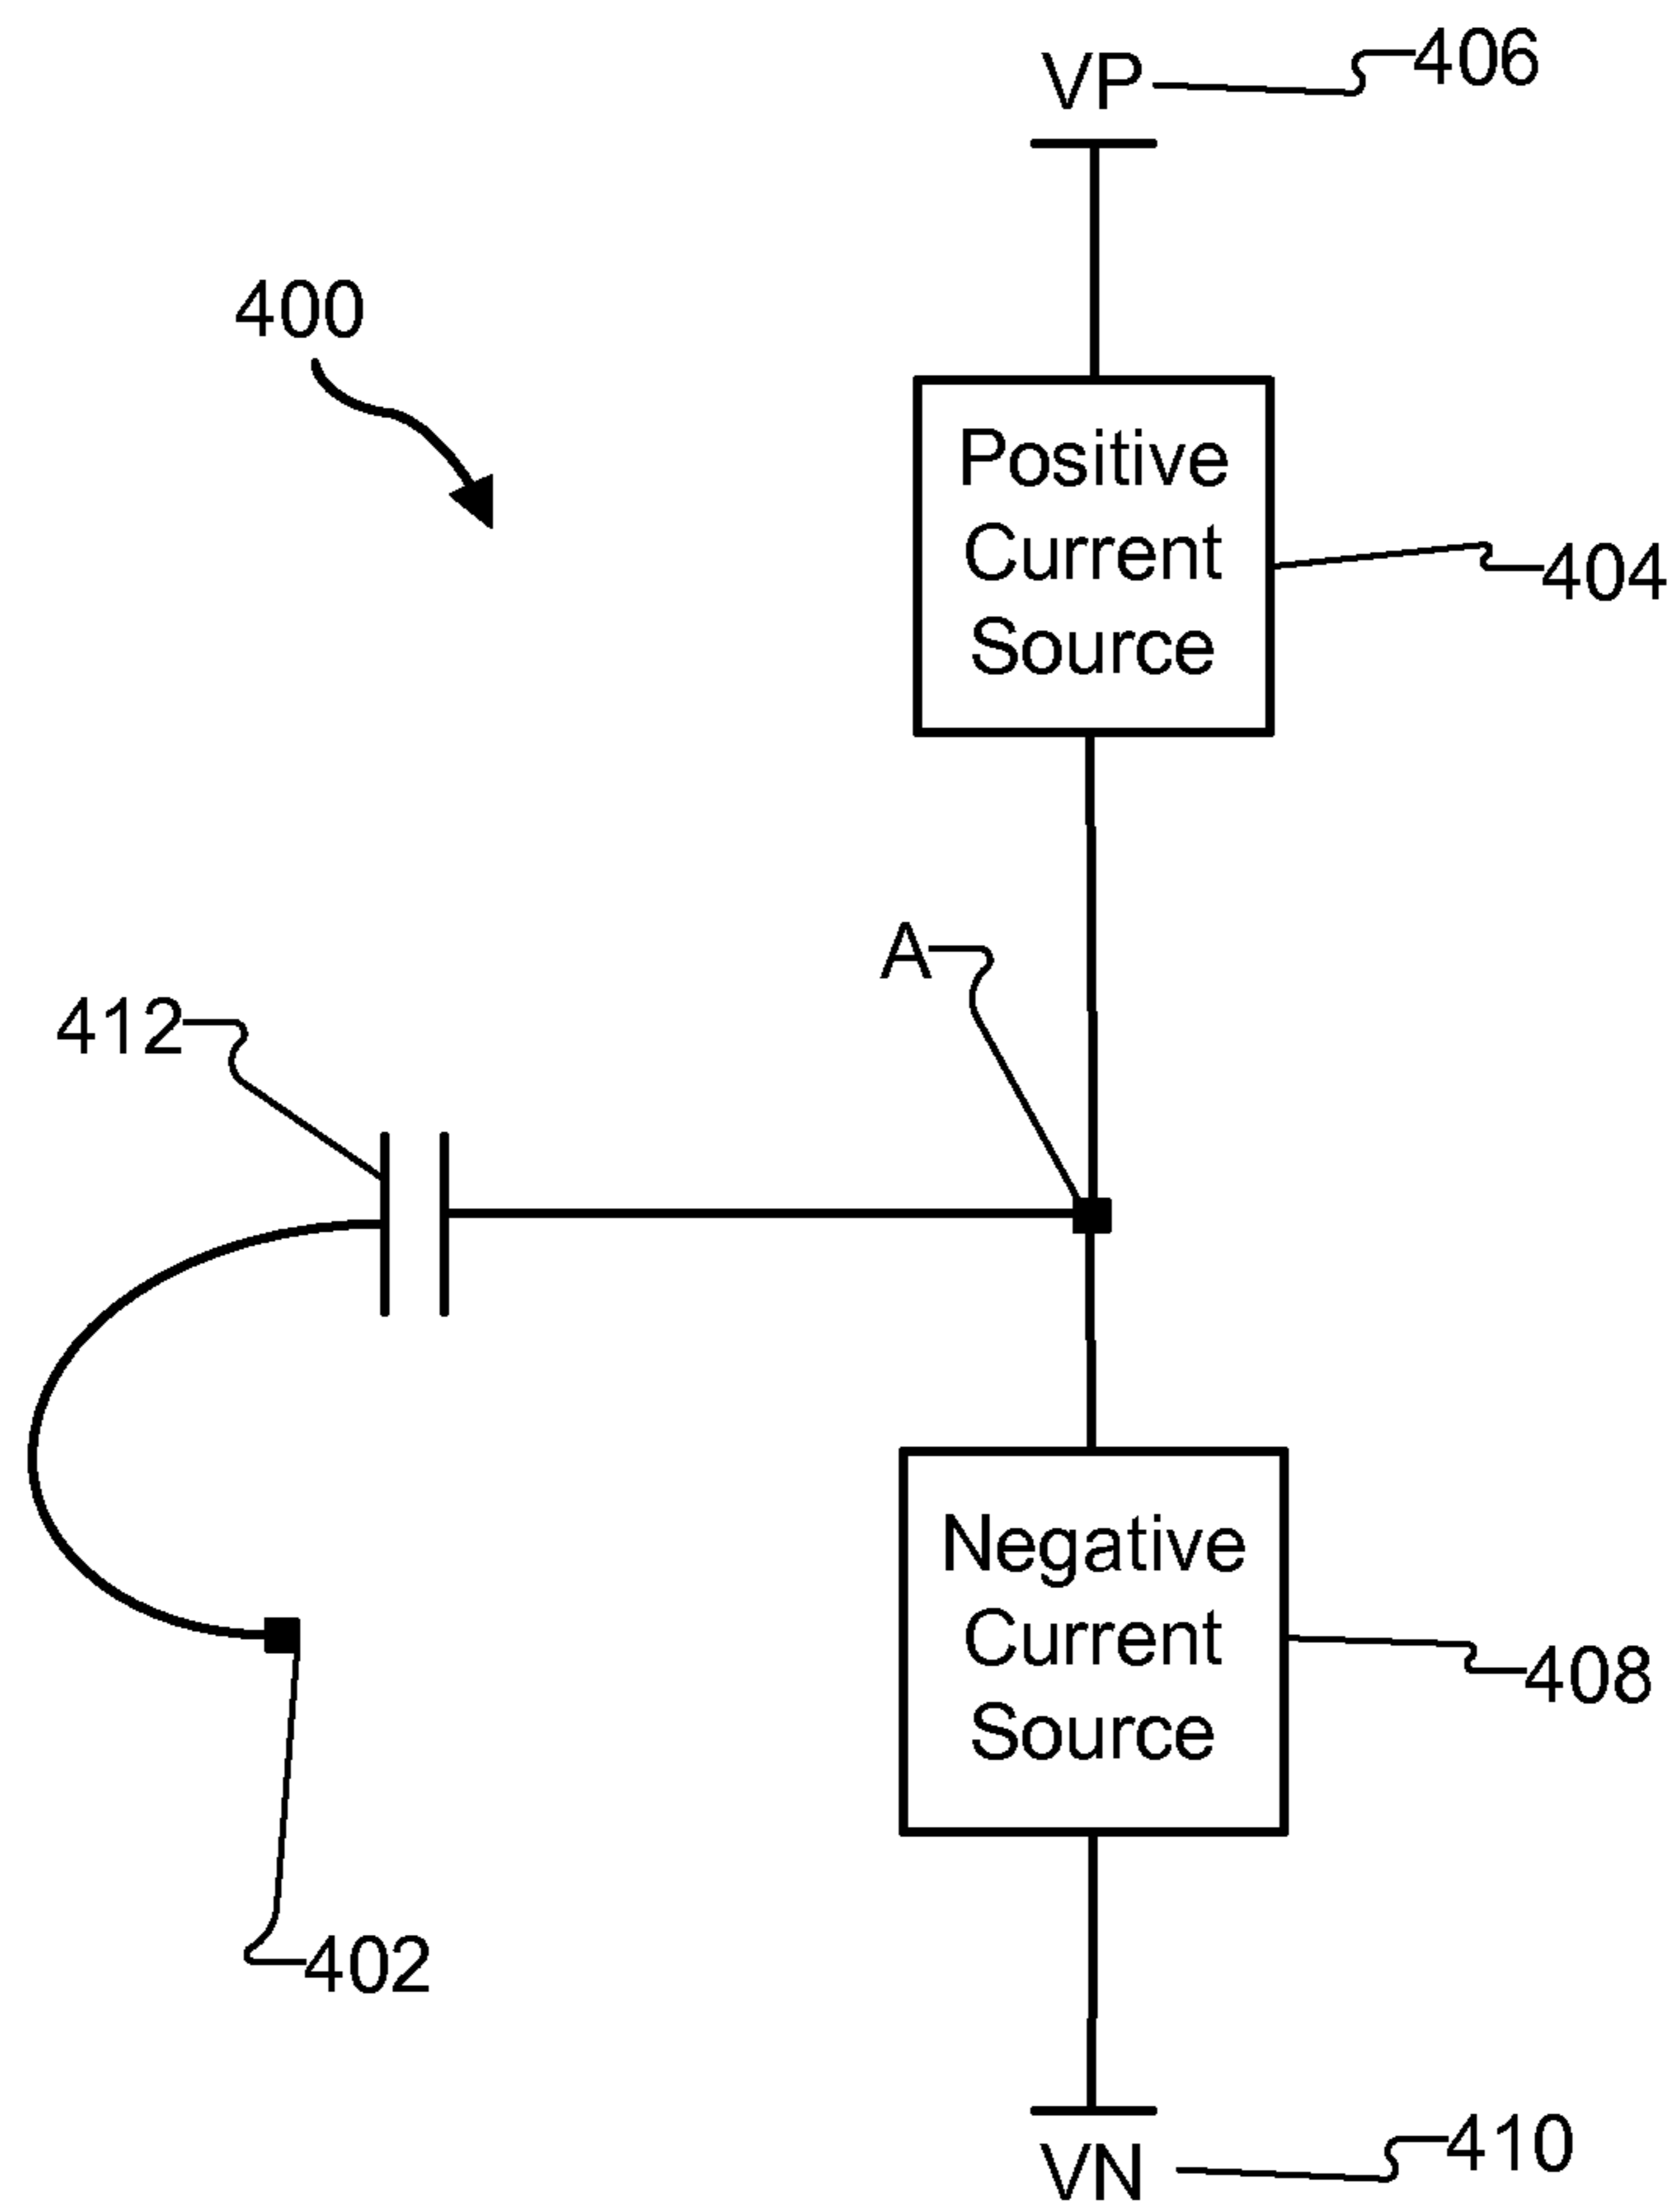 VP
406
400
Positive
Current
Source
404
A
412
Negative
Current
Source
408
402
VN
410